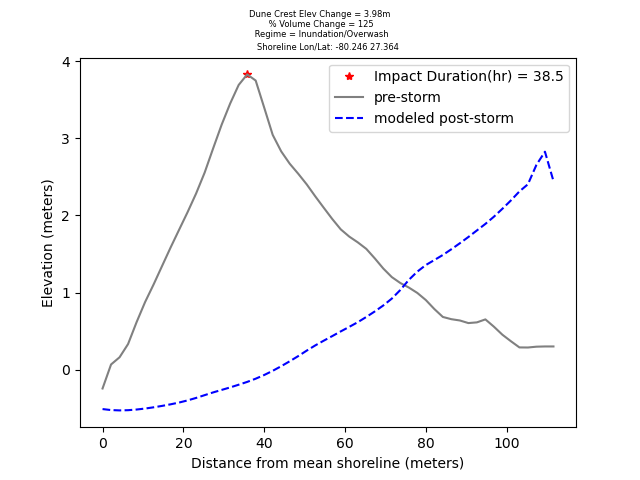 Dune Crest Elev Change = 3.98m
% Volume Change = 125
Regime = Inundation/Overwash
Shoreline Lon/Lat: -80.246 27.364
Impact Duration(hr) = 38.5
pre-storm
modeled post-storm
4
3
2
1
0
Elevation (meters)
0 20 40 60 80 100
Distance from mean shoreline (meters)